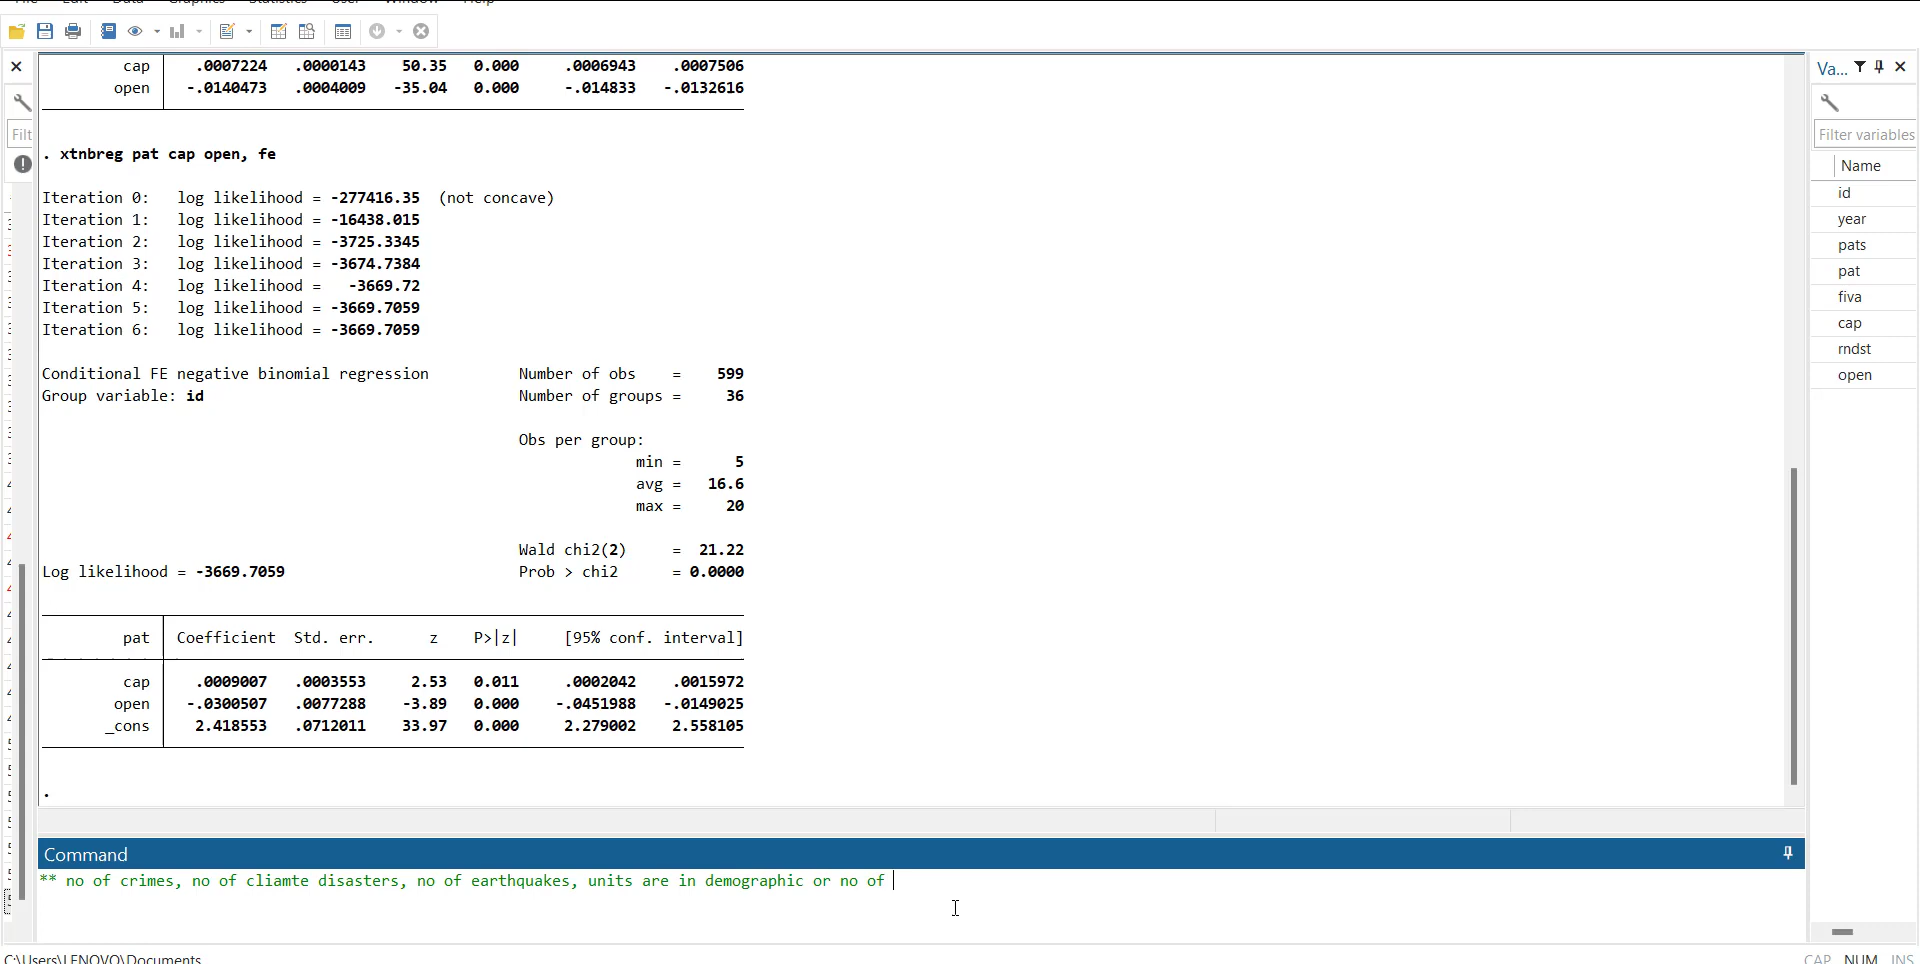 cap .0007224 .0000143 50.35 0.000 .0006943 .0007506
open -.0140473 .0004009 -35.04 0.000 -.014833 -.0132616
. xtnbreg pat cap open, fe
Iteration 0: log likelihood = -277416.35 (not concave)
Iteration 1: log likelihood = -16438.015
Iteration 2: log likelihood = -3725.3345
Iteration 3: log likelihood = -3674.7384
Iteration 4: log likelihood = -3669.72
Iteration 5: log likelihood = -3669.7059
Iteration 6: log likelihood = -3669.7059
Conditional FE negative binomial regression Number of obs = 599
Group variable: id Number of groups = 36
Obs per group:
min = 5
avg = 16.6
max = 20
Wald chi2(2) = 21.22
Log likelihood = -3669.7059 Prob > chi2 = 0.0000
pat Coefficient Std. err. z P>|z| [95% conf. interval]
cap .0009007 .0003553 2.53 0.011 .0002042 .0015972
open -.0300507 .0077288 -3.89 0.000 -.0451988 -.0149025
_cons 2.418553 .0712011 33.97 0.000 2.279002 2.558105
.
Command
** no of crimes, no of cliamte disasters, no of earthquakes, units are in demographic or no of
Va...
Filter variables
Name
id
year
pats
pat
fiva
cap
rndst
open
Filt
C:\Users\LENOVO\Documents
CAP NUM INS